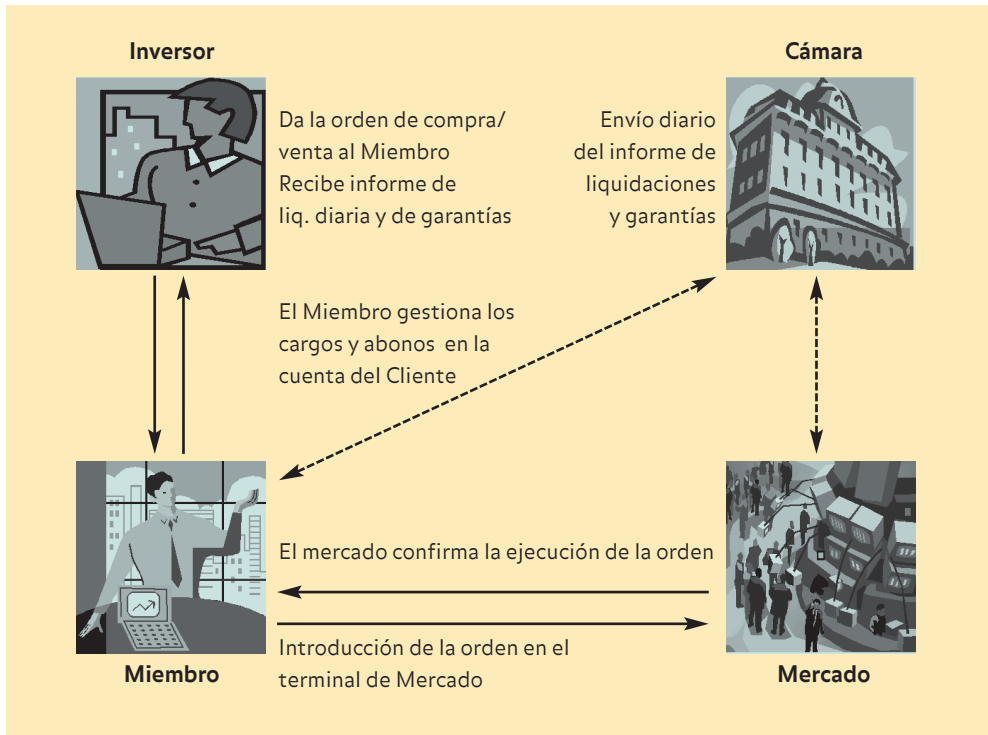 Inversor
Cámara
Da la orden de compra/
venta al Miembro
Recibe informe de
liq. diaria y de garantías
Envío diario
del informe de
liquidaciones
y garantías
El Miembro gestiona los
cargos y abonos en la
cuenta del Cliente
El mercado confirma la ejecución de la orden
Introducción de la orden en el
terminal de Mercado
Miembro
Mercado